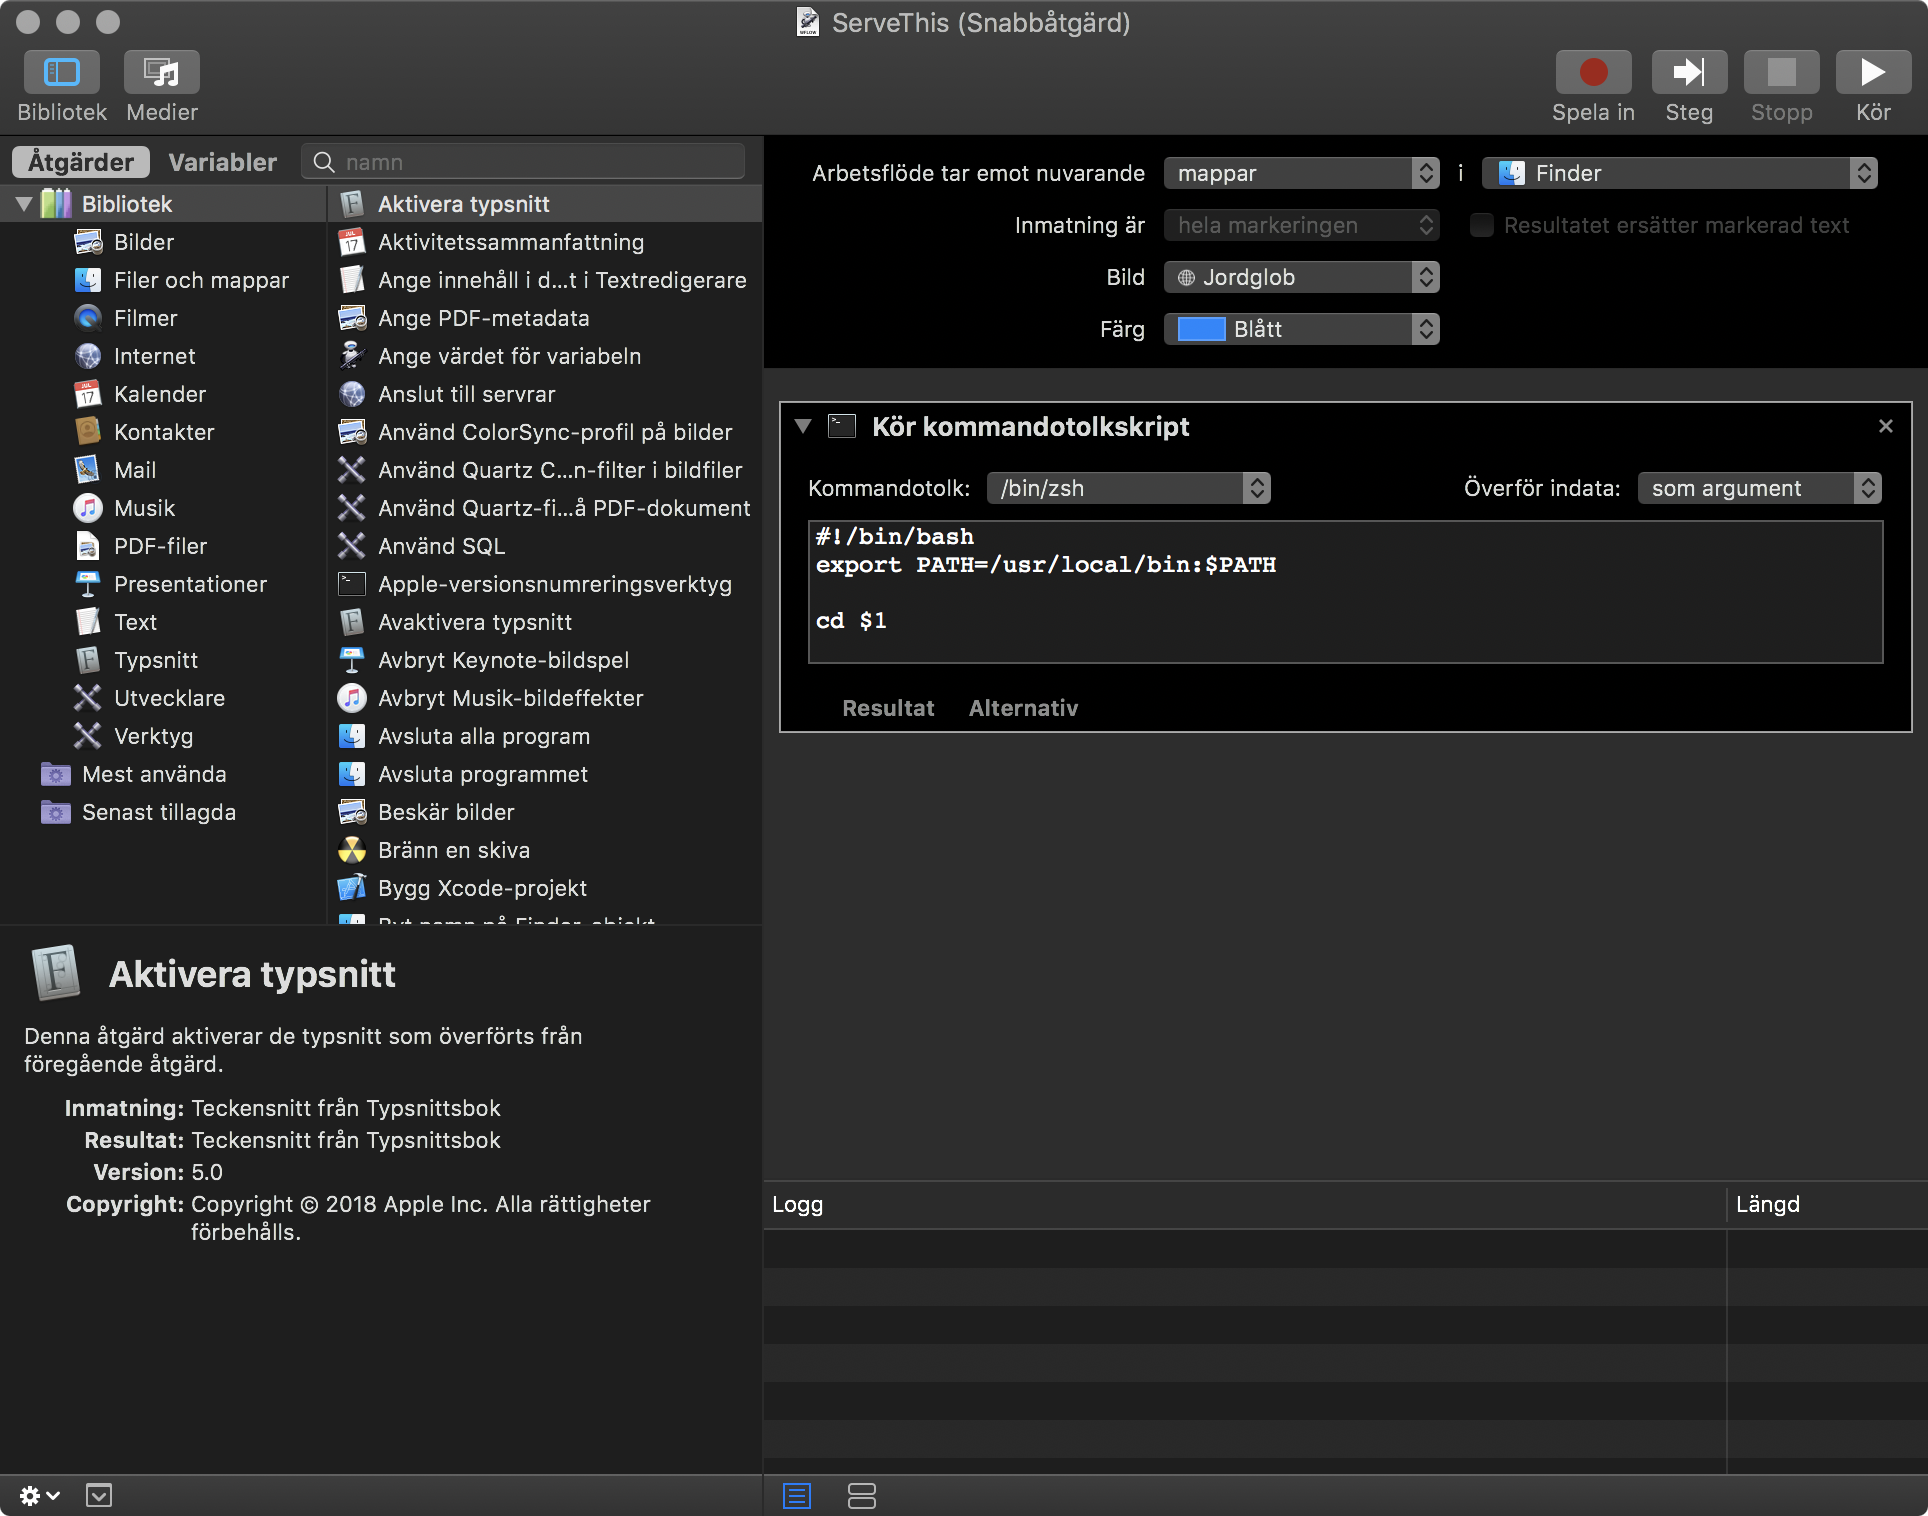 ServeThis (Snabbåtgärd)
Bibliotek
Medier
Spela in
Steg
Stopp
Kör
Åtgärder
Variabler
namn
Bibliotek
Bilder
Filer och mappar
Filmer
Internet
Kalender
Kontakter
Mail
Musik
PDF-filer
Presentationer
Text
Typsnitt
Utvecklare
Verktyg
Mest använda
Senast tillagda
Aktivera typsnitt
Aktivitetssammanfattning
Ange innehåll i d...t i Textredigerare
Ange PDF-metadata
Ange värdet för variabeln
Anslut till servrar
Använd ColorSync-profil på bilder
Använd Quartz C...n-filter i bildfiler
Använd Quartz-fi...å PDF-dokument
Använd SQL
Apple-versionsnumreringsverktyg
Avaktivera typsnitt
Avbryt Keynote-bildspel
Avbryt Musik-bildeffekter
Avsluta alla program
Avsluta programmet
Beskär bilder
Bränn en skiva
Bygg Xcode-projekt
Byt namn på Finder-objekt
Aktivera typsnitt
Denna åtgärd aktiverar de typsnitt som överförts från
föregående åtgärd.
Inmatning: Teckensnitt från Typsnittsbok
Resultat: Teckensnitt från Typsnittsbok
Version: 5.0
Copyright: Copyright © 2018 Apple Inc. Alla rättigheter
förbehålls.
Arbetsflöde tar emot nuvarande mappar i Finder
Inmatning är hela markeringen Resultatet ersätter markerad text
Bild Jordglob
Färg Blått
Kör kommandotolkskript
Kommandotolk: /bin/zsh Överför indata: som argument
#!/bin/bash
export PATH=/usr/local/bin:$PATH
cd $1
Resultat Alternativ
Logg Längd